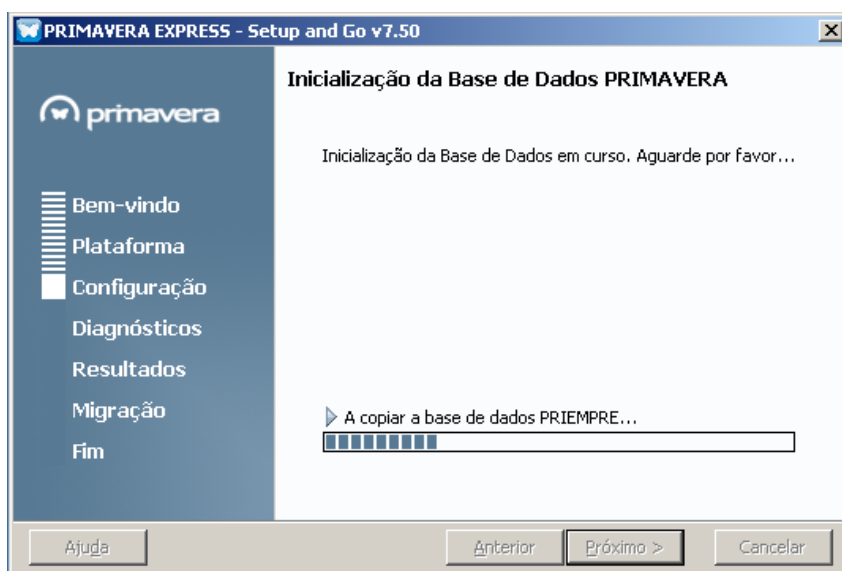 PRIMAVERA EXPRESS - Setup and Go v7.50
primavera
Bem-vindo
Plataforma
Configuração
Diagnósticos
Resultados
Migração
Fim
Inicialização da Base de Dados PRIMAVERA
Inicialização da Base de Dados em curso. Aguarde por favor...
A copiar a base de dados PRIEMPRE...
Ajuda
Anterior
Próximo >
Cancelar